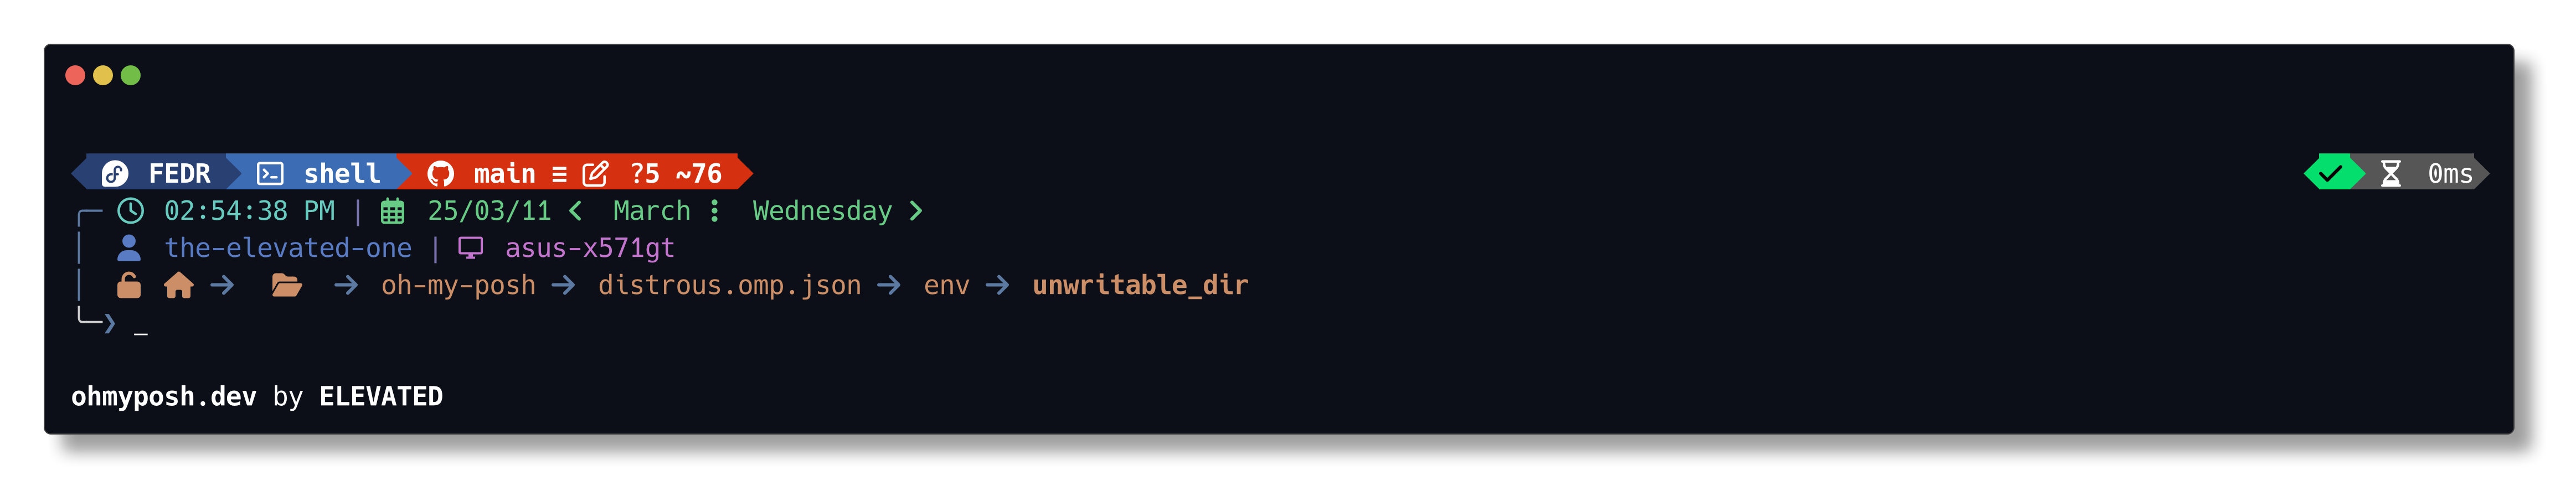 FEDR shell main ≡ ?5 ~76 0ms
02:54:38 PM | 25/03/11 < March ⋮ Wednesday >
the-elevated-one | asus-x571gt
→ → oh-my-posh → distrous.omp.json → env → unwritable_dir
❯ _
ohmyposh.dev by ELEVATED